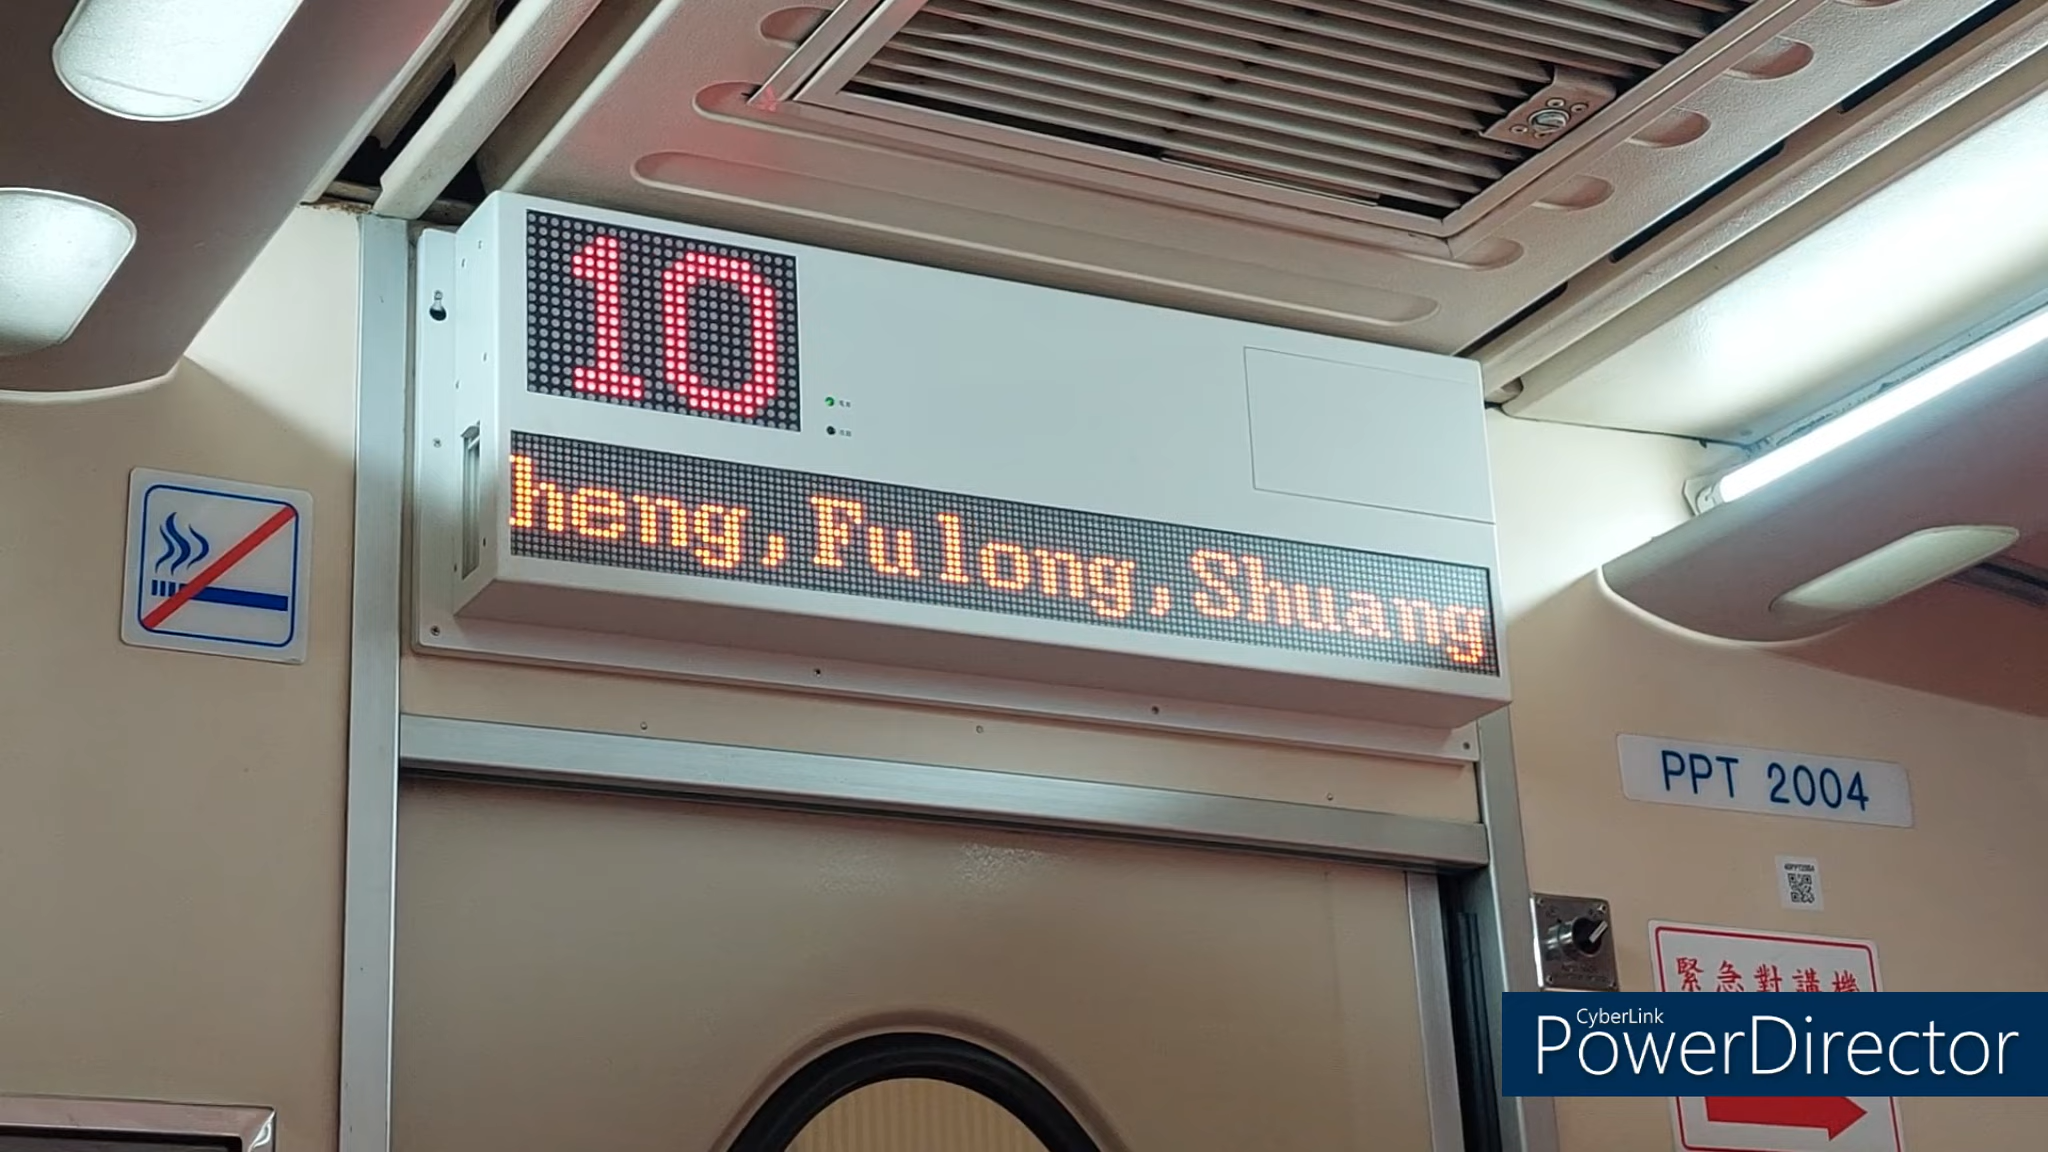 10
heng,Fulong,Shuang
PPT 2004
緊急對講機
CyberLink
PowerDirector